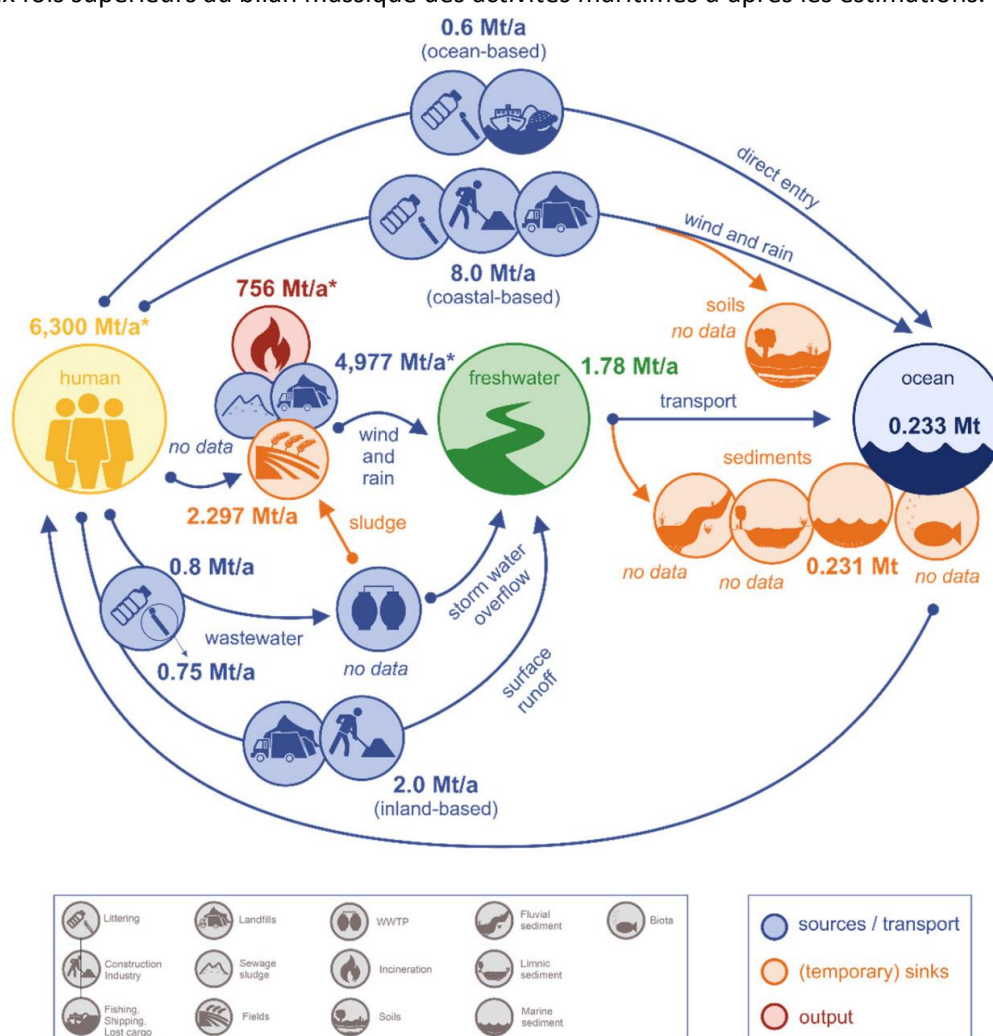 x fois supérieurs au bilan massique des activités maritimes d'après les estimations.
0.6 Mt/a
(ocean-based)
direct entry
wind and rain
8.0 Mt/a
(coastal-based)
756 Mt/a*
soils
no data
6,300 Mt/a*
human
4,977 Mt/a*
freshwater
1.78 Mt/a
ocean
transport
0.233 Mt
no data
wind
and
rain
sediments
2.297 Mt/a
sludge
no data
no data
0.231 Mt
no data
0.8 Mt/a
wastewater
storm water
overflow
0.75 Mt/a
no data
surface
runoff
2.0 Mt/a
(inland-based)
Littering
Landfills
WWTP
Fluvial
sediment
Biota
Construction
Industry
Sewage
sludge
Incineration
Limnic
sediment
Fishing,
Shipping,
Lost cargo
Fields
Soils
Marine
sediment
sources / transport
(temporary) sinks
output